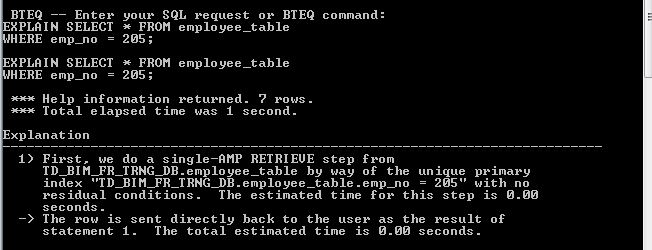 BTEQ -- Enter your SQL request or BTEQ command:
EXPLAIN SELECT * FROM employee_table
WHERE emp_no = 205;
EXPLAIN SELECT * FROM employee_table
WHERE emp_no = 205;
*** Help information returned. 7 rows.
*** Total elapsed time was 1 second.
Explanation
---------------------------------------------------------------------------
1) First, we do a single-AMP RETRIEVE step from
TD_BIM_FR_TRNG_DB.employee_table by way of the unique primary
index "TD_BIM_FR_TRNG_DB.employee_table.emp_no = 205" with no
residual conditions.  The estimated time for this step is 0.00
seconds.
-> The row is sent directly back to the user as the result of
statement 1.  The total estimated time is 0.00 seconds.